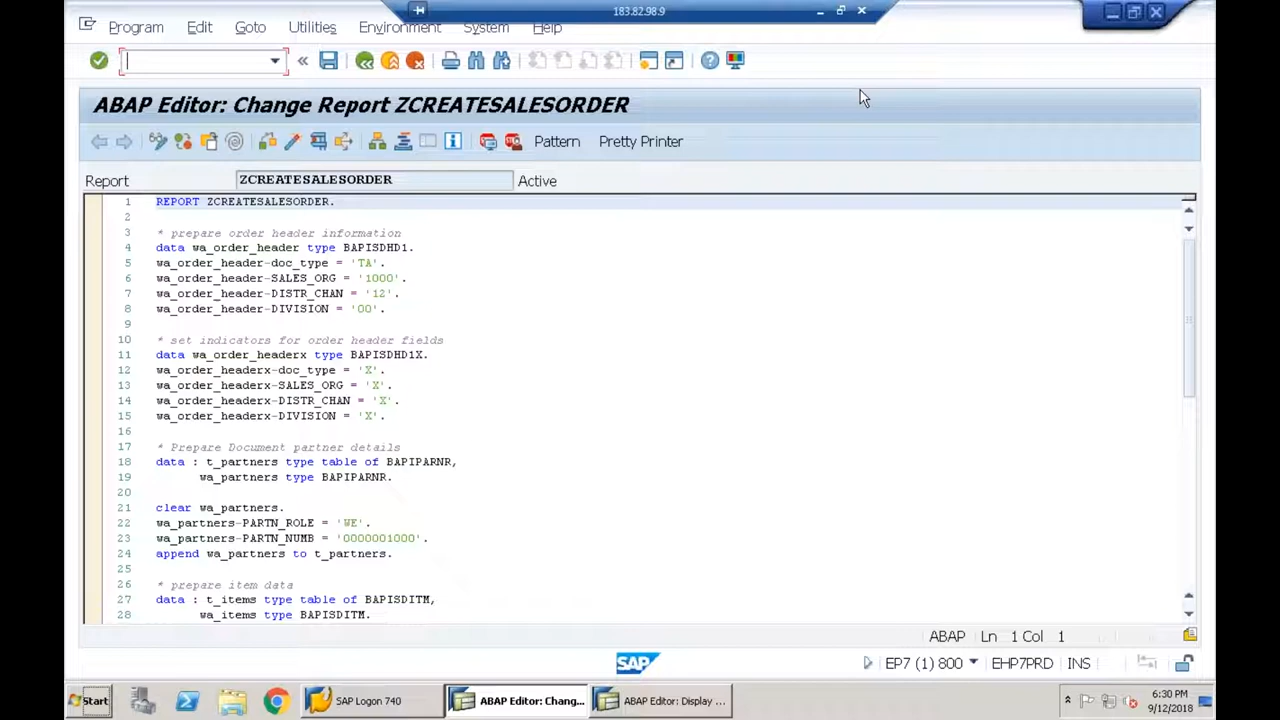 183.82.98.9
Program Edit Goto Utilities Environment System Help
ABAP Editor: Change Report ZCREATESALESORDER
Pattern Pretty Printer
Report ZCREATESALESORDER Active
1 REPORT ZCREATESALESORDER.
2
3 * prepare order header information
4 data wa_order_header type BAPISDHD1.
5 wa_order_header-doc_type = 'TA'.
6 wa_order_header-SALES_ORG = '1000'.
7 wa_order_header-DISTR_CHAN = '12'.
8 wa_order_header-DIVISION = '00'.
9
10 * set indicators for order header fields
11 data wa_order_headerx type BAPISDHD1X.
12 wa_order_headerx-doc_type = 'X'.
13 wa_order_headerx-SALES_ORG = 'X'.
14 wa_order_headerx-DISTR_CHAN = 'X'.
15 wa_order_headerx-DIVISION = 'X'.
16
17 * Prepare Document partner details
18 data : t_partners type table of BAPIPARNR,
19 wa_partners type BAPIPARNR.
20
21 clear wa_partners.
22 wa_partners-PARTN_ROLE = 'WE'.
23 wa_partners-PARTN_NUMB = '0000001000'.
24 append wa_partners to t_partners.
25
26 * prepare item data
27 data : t_items type table of BAPISDITM,
28 wa_items type BAPISDITM.
ABAP Ln 1 Col 1
SAP EP7 (1) 800 EHP7PRD INS
Start SAP Logon 740 ABAP Editor: Chang... ABAP Editor: Display ... 6:30 PM
9/12/2018